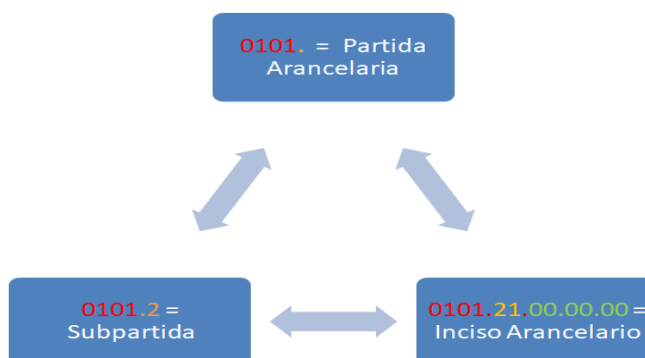 0101. = Partida
Arancelaria
0101.2 =
Subpartida
0101.21.00.00.00 =
Inciso Arancelario